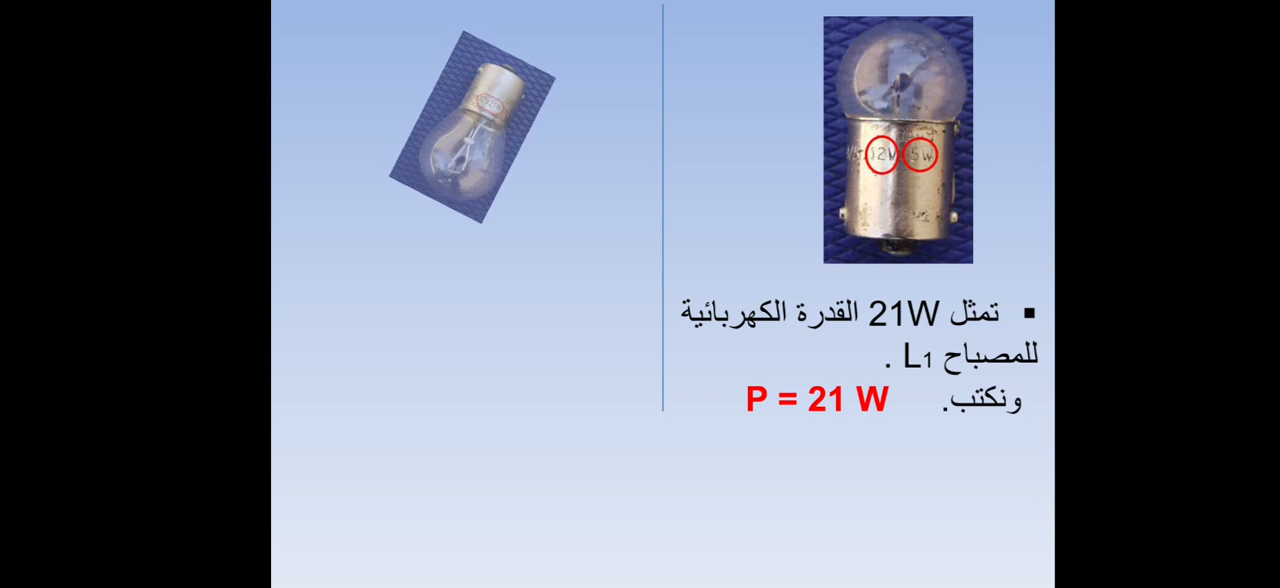 12V 5W
▪ تمثل 21W القدرة الكهربائية
للمصباح L1 .
ونكتب. P = 21 W